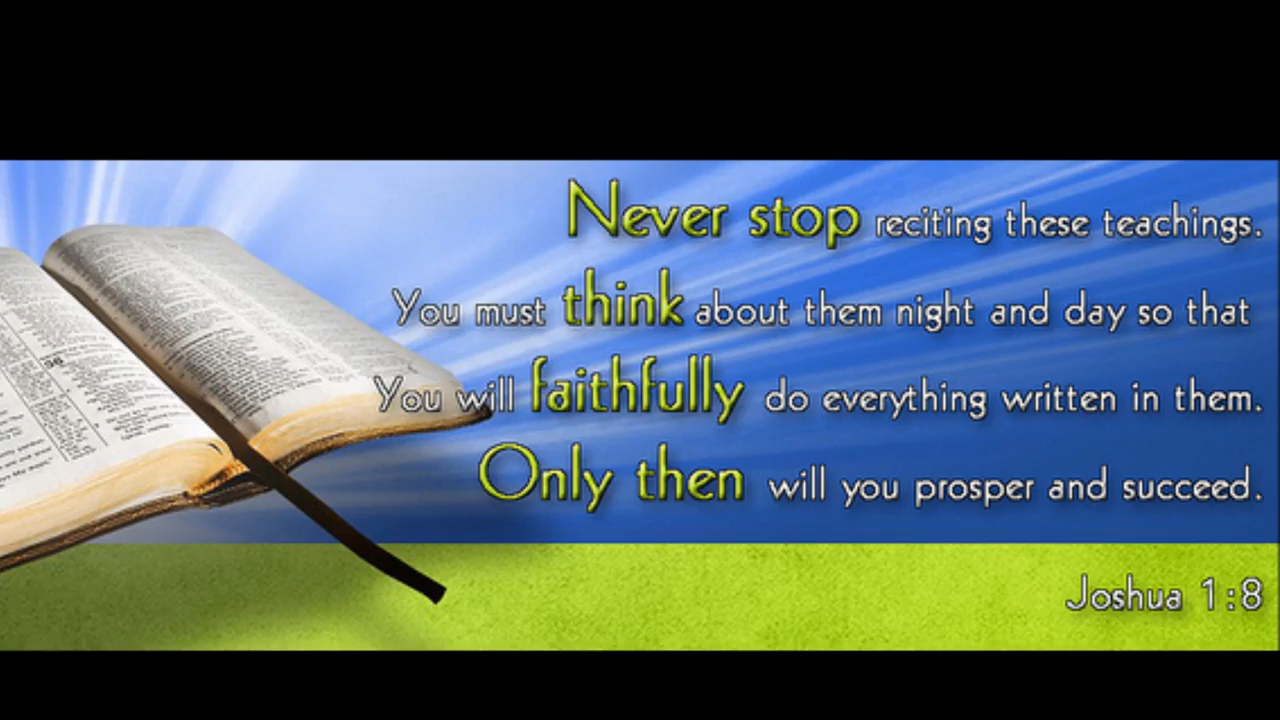 Never stop reciting these teachings.
You must think about them night and day so that
You will faithfully do everything written in them.
Only then will you prosper and succeed.
Joshua 1:8